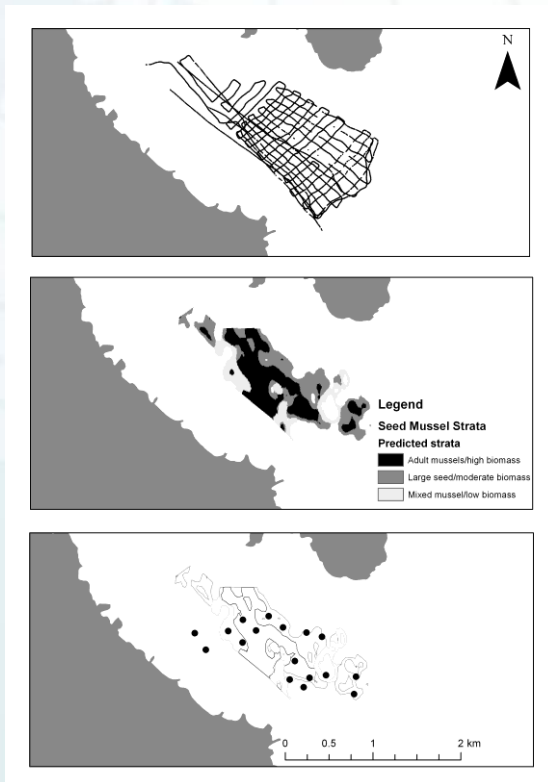 N
Legend
Seed Mussel Strata
Predicted strata
Adult mussels/high biomass
Large seed/moderate biomass
Mixed mussel/low biomass
0 0.5 1 2 km